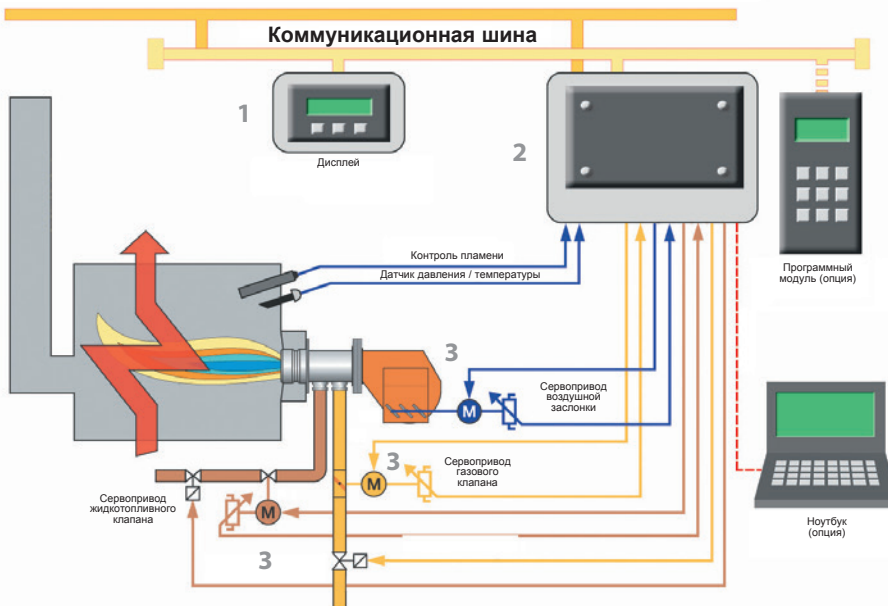 Коммуникационная шина
1
Дисплей
2
Программный
модуль (опция)
Контроль пламени
Датчик давления / температуры
3
M
Сервопривод
воздушной
заслонки
3
M
Сервопривод
газового
клапана
Сервопривод
жидкотопливного
клапана
M
3
Ноутбук
(опция)